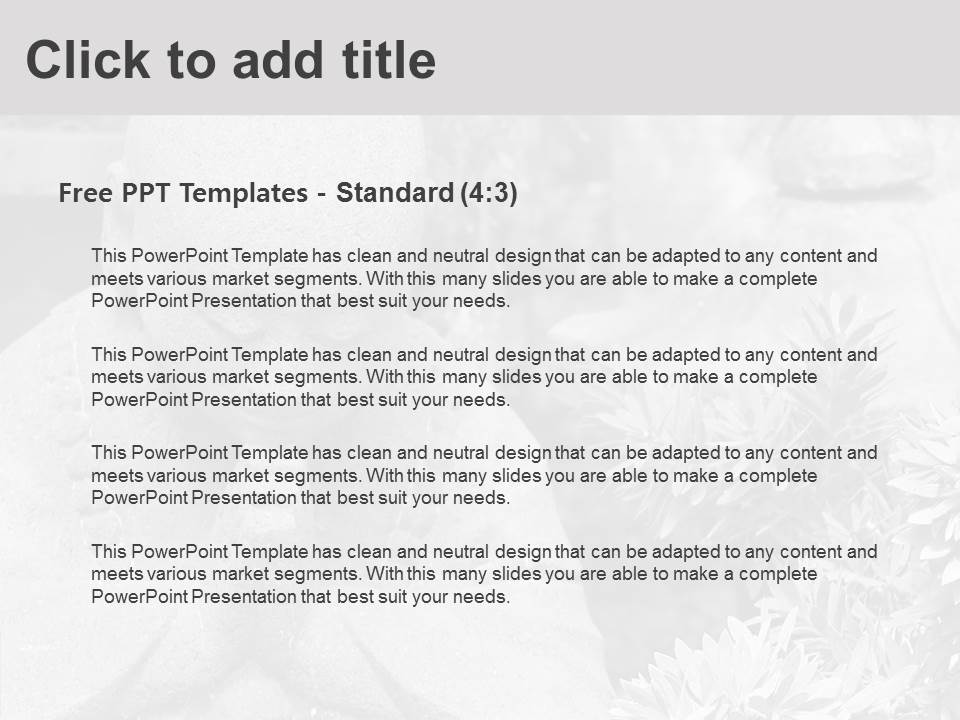 Click to add title
Free PPT Templates - Standard (4:3)
This PowerPoint Template has clean and neutral design that can be adapted to any content and
meets various market segments. With this many slides you are able to make a complete
PowerPoint Presentation that best suit your needs.
This PowerPoint Template has clean and neutral design that can be adapted to any content and
meets various market segments. With this many slides you are able to make a complete
PowerPoint Presentation that best suit your needs.
This PowerPoint Template has clean and neutral design that can be adapted to any content and
meets various market segments. With this many slides you are able to make a complete
PowerPoint Presentation that best suit your needs.
This PowerPoint Template has clean and neutral design that can be adapted to any content and
meets various market segments. With this many slides you are able to make a complete
PowerPoint Presentation that best suit your needs.